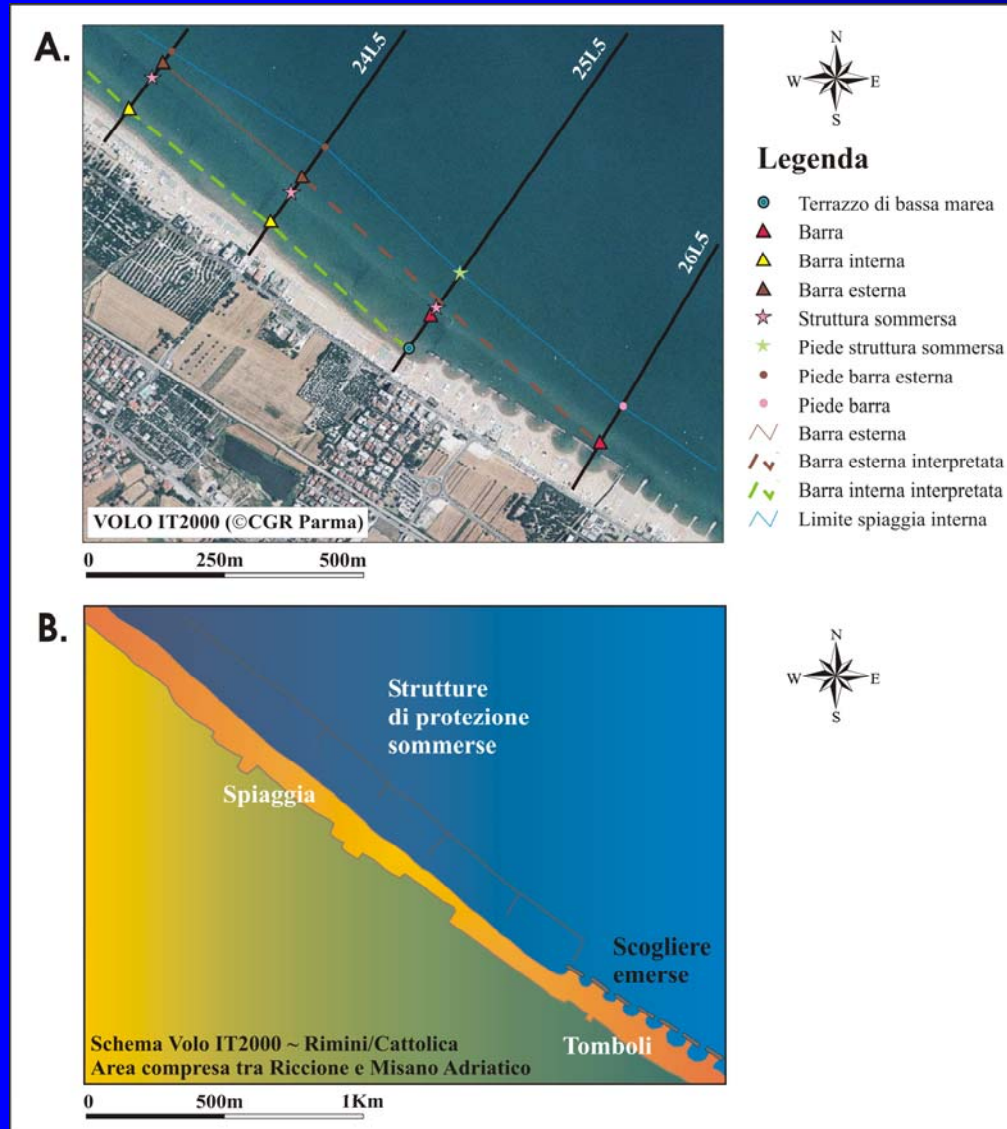 A.
24L5
25L5
26L5
VOLO IT2000 (©CGR Parma)
0 250m 500m
N
W E
S
Legenda
Terrazzo di bassa marea
Barra
Barra interna
Barra esterna
Struttura sommersa
Piede struttura sommersa
Piede barra esterna
Piede barra
Barra esterna
Barra esterna interpretata
Barra interna interpretata
Limite spiaggia interna
B.
Strutture
di protezione
sommerse
Spiaggia
Scogliere
emerse
Tomboli
Schema Volo IT2000 ~ Rimini/Cattolica
Area compresa tra Riccione e Misano Adriatico
0 500m 1Km
N
W E
S